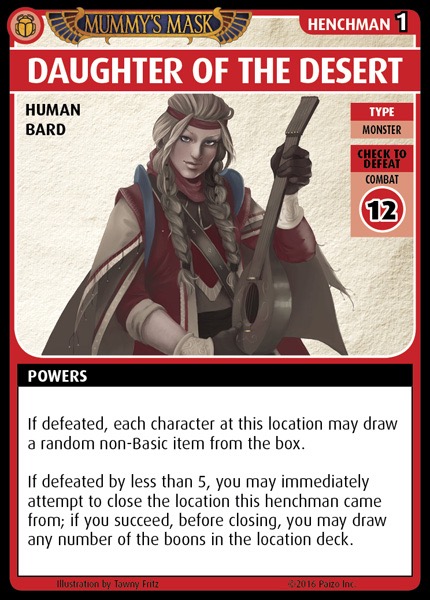 MUMMY'S MASK
HENCHMAN 1
DAUGHTER OF THE DESERT
HUMAN
BARD
TYPE
MONSTER
CHECK TO
DEFEAT
COMBAT
12
POWERS
If defeated, each character at this location may draw
a random non-Basic item from the box.
If defeated by less than 5, you may immediately
attempt to close the location this henchman came
from; if you succeed, before closing, you may draw
any number of the boons in the location deck.
Illustration by Tawny Fritz
©2016 Paizo Inc.